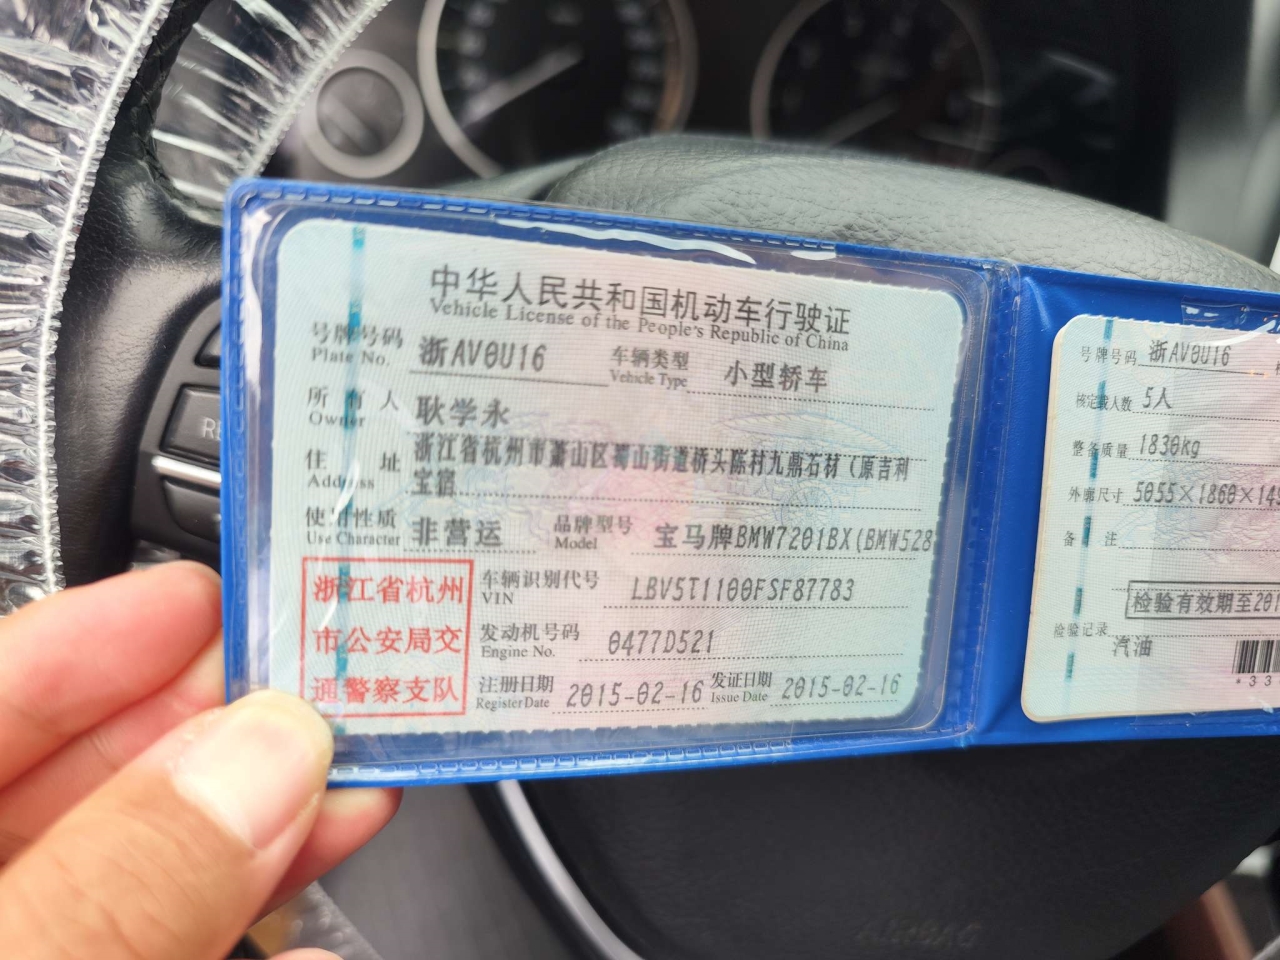 中华人民共和国机动车行驶证
Vehicle License of the People's Republic of China
号牌号码 浙AV0U16 车辆类型 小型轿车
Plate No. Vehicle Type
所有人 耿学永
Owner
住址 浙江省杭州市萧山区蜀山街道桥头陈村九鼎石材（原吉利
Address 宝宿
使用性质 非营运 品牌型号 宝马牌BMW7201BX(BMW528
Use Character Model
浙江省杭州
市公安局交
通警察支队
车辆识别代号 LBV5T1100FSF87783
VIN
发动机号码 0477D521
Engine No.
注册日期 2015-02-16 发证日期 2015-02-16
Register Date Issue Date
号牌号码 浙AV0U16
核定载人数 5人
整备质量 1830kg
外廓尺寸 5055×1860×14
备注
检验有效期至201
检验记录
汽油
*33
RE
AIRBAG